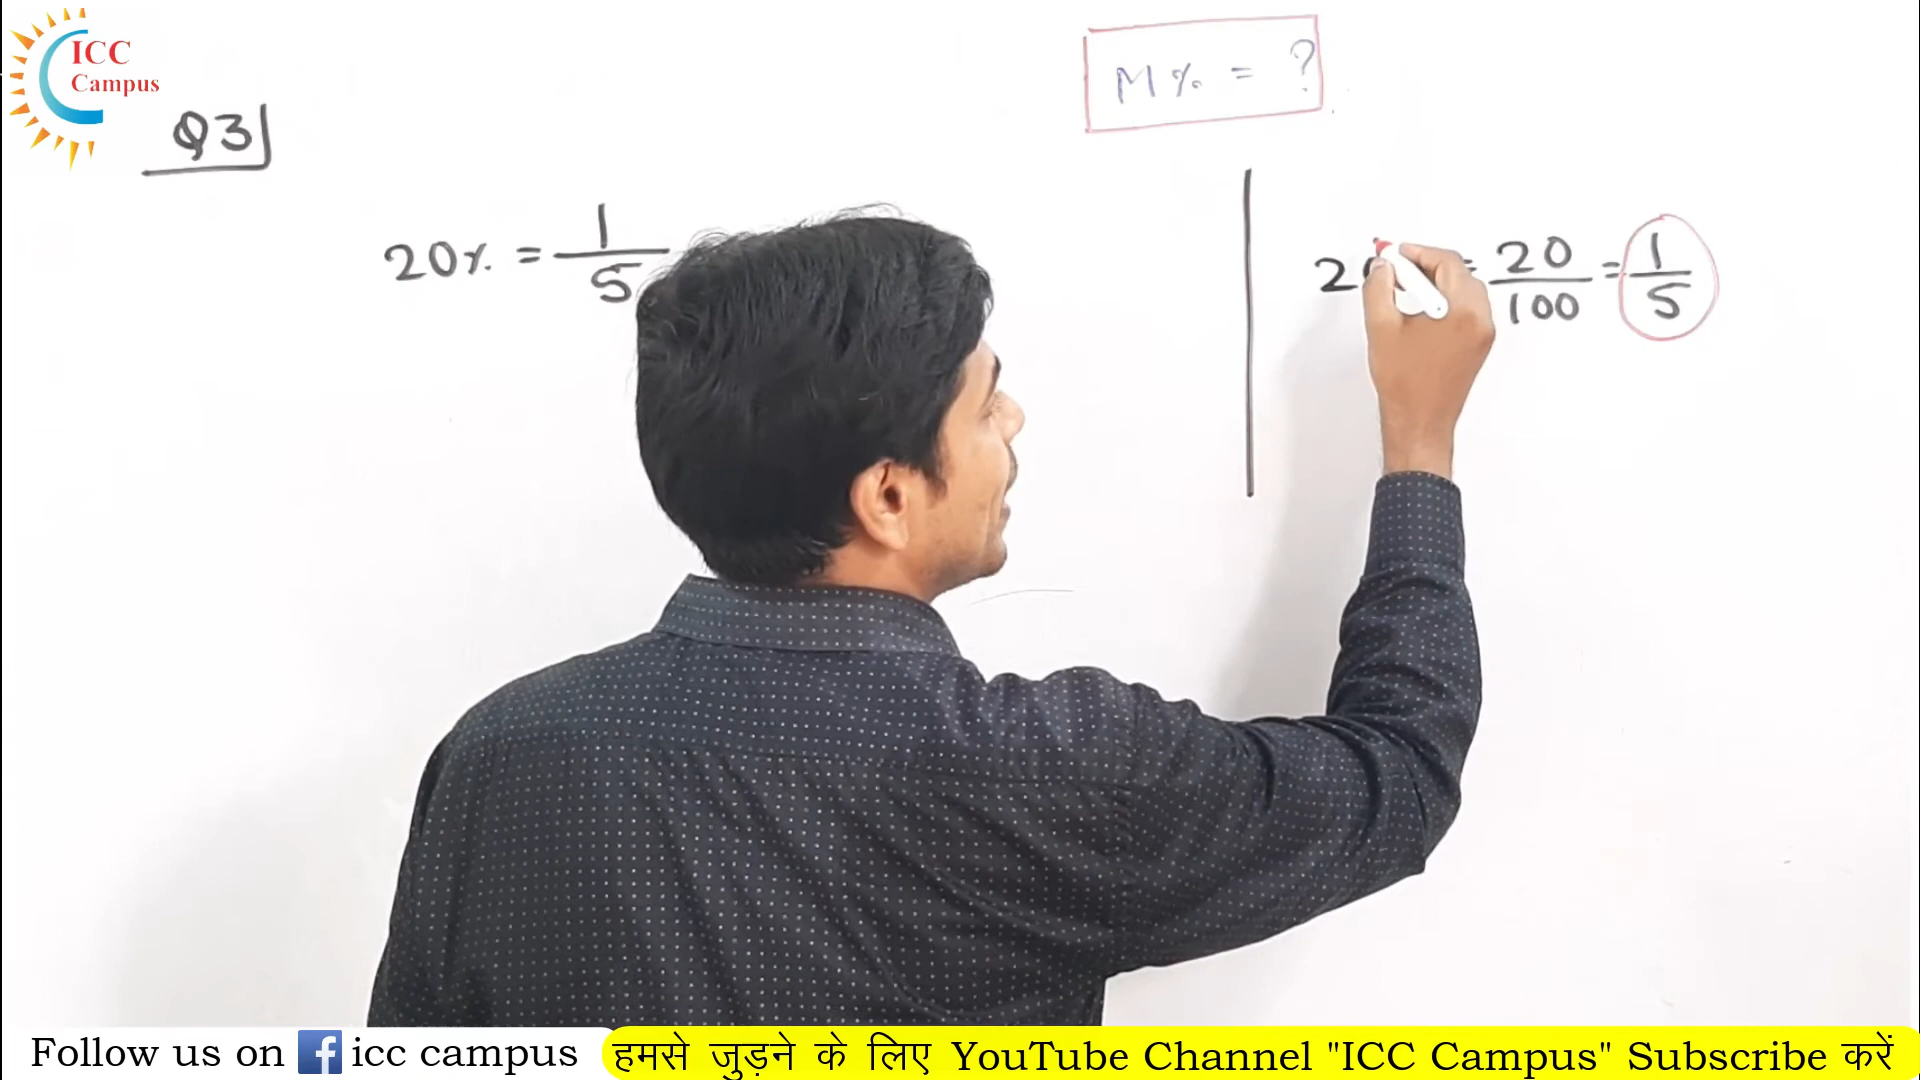 ICC
Campus
M% = ?
Q3
20% = 1/5
20/100 = 1/5
Follow us on icc campus
हमसे जुड़ने के लिए YouTube Channel "ICC Campus" Subscribe करें